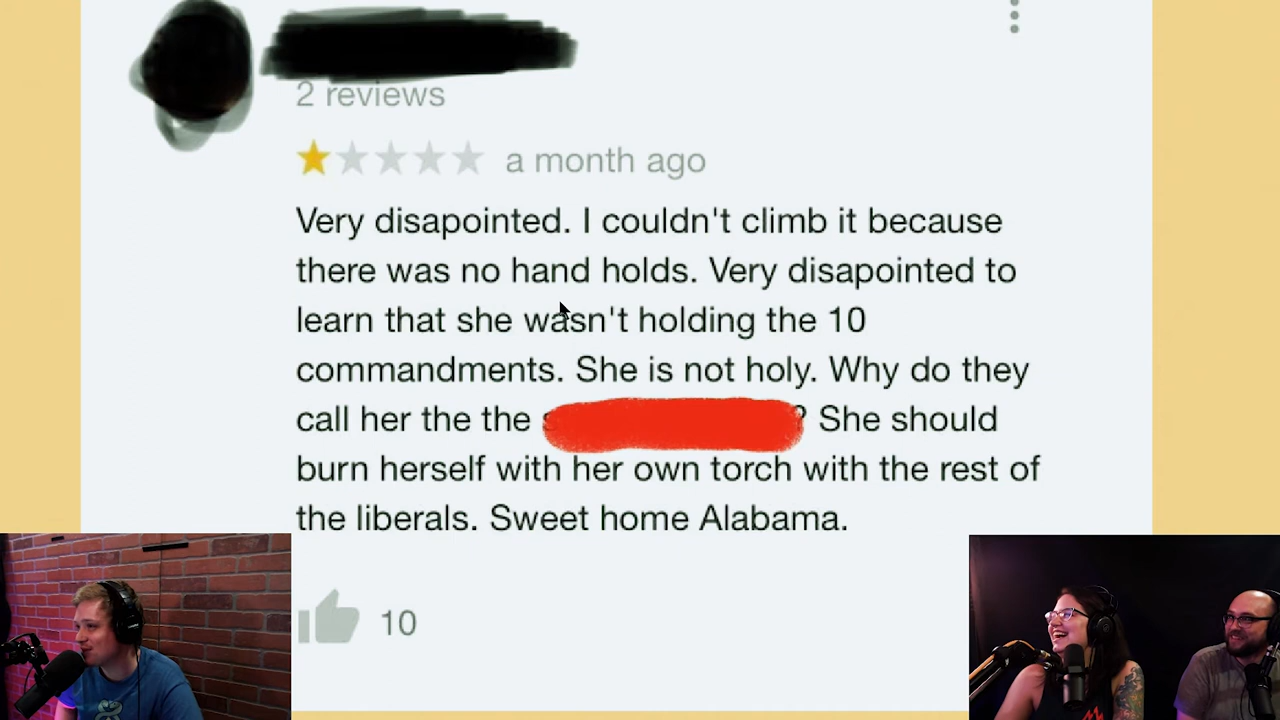 2 reviews
a month ago
Very disapointed. I couldn't climb it because
there was no hand holds. Very disapointed to
learn that she wasn't holding the 10
commandments. She is not holy. Why do they
call her the the ? She should
burn herself with her own torch with the rest of
the liberals. Sweet home Alabama.
10